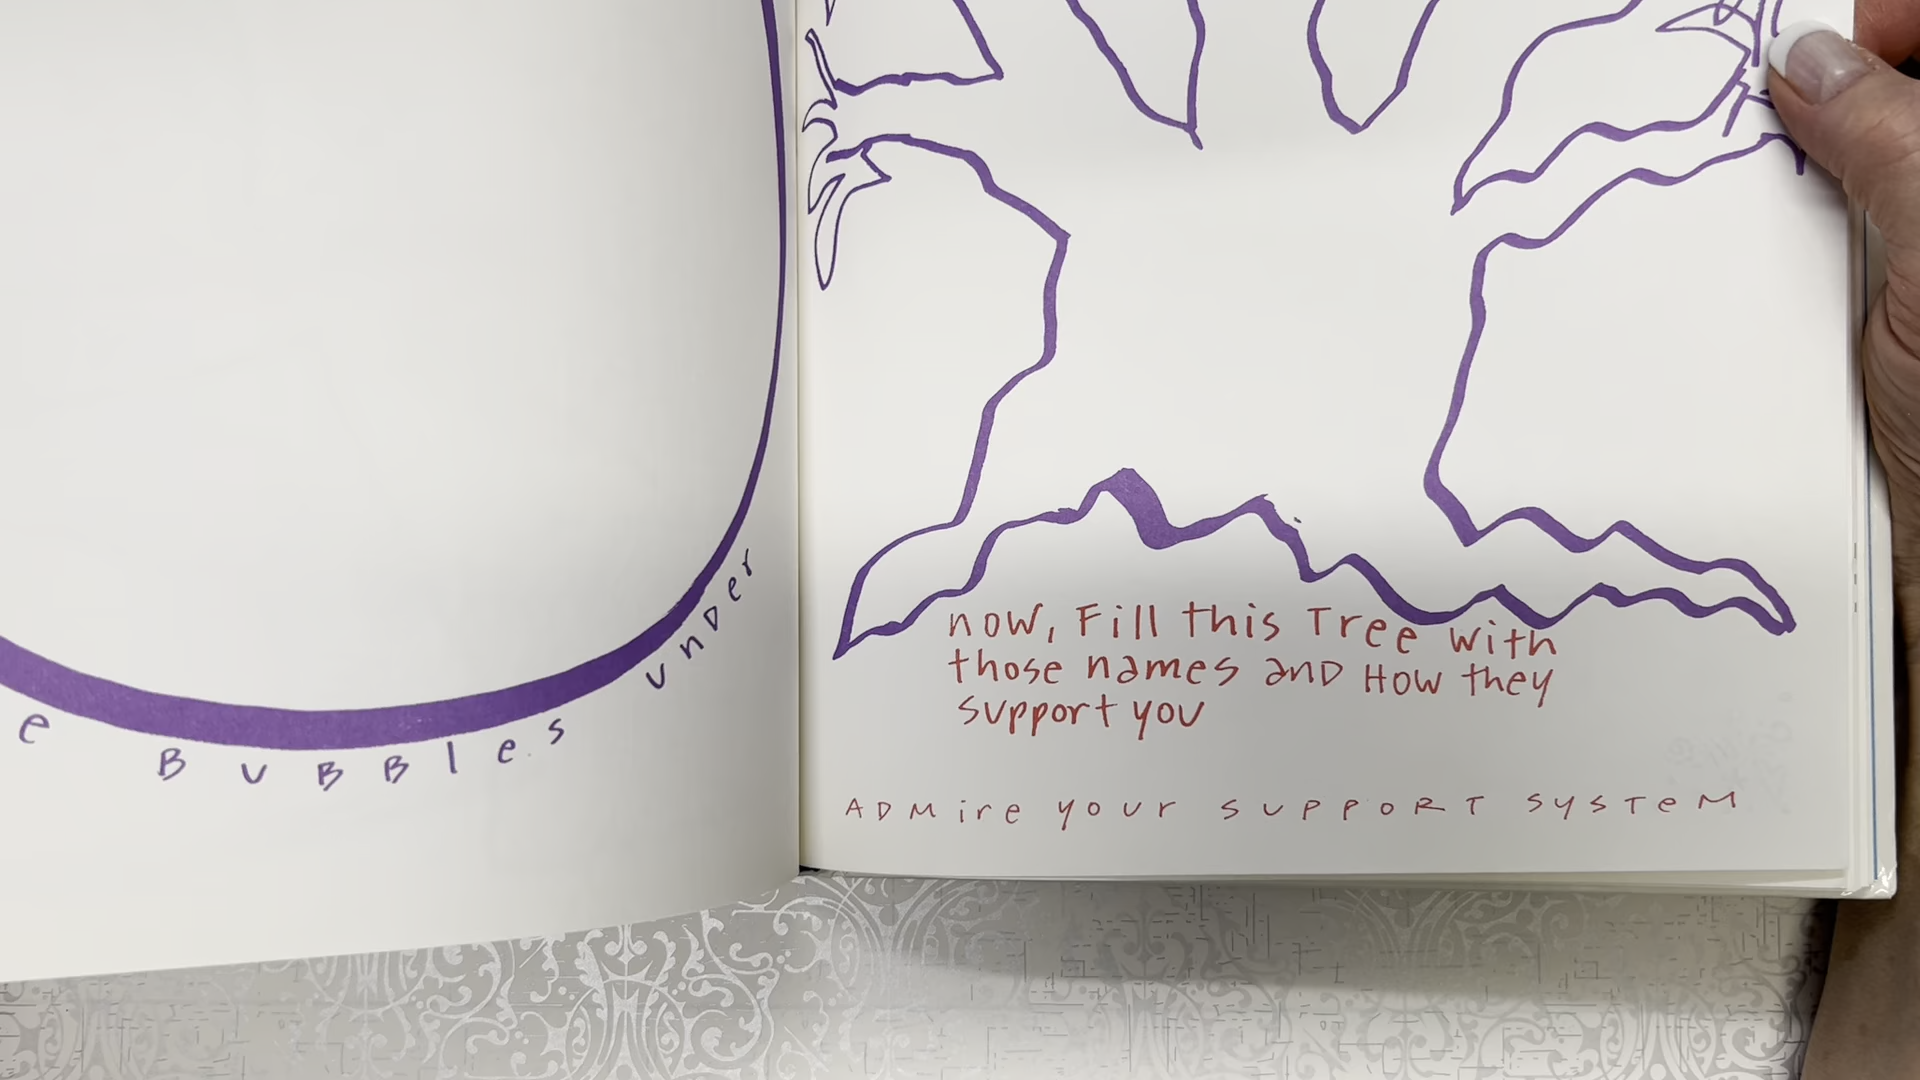 e BUBBles under
now, Fill this Tree with
those names and How they
support you
ADMire your support system